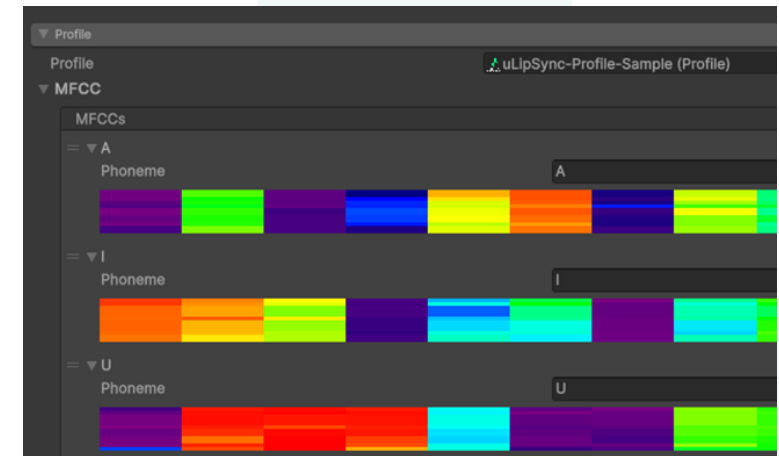 Profile
Profile uLipSync-Profile-Sample (Profile)
MFCC
MFCCs
A
Phoneme A
I
Phoneme I
U
Phoneme U